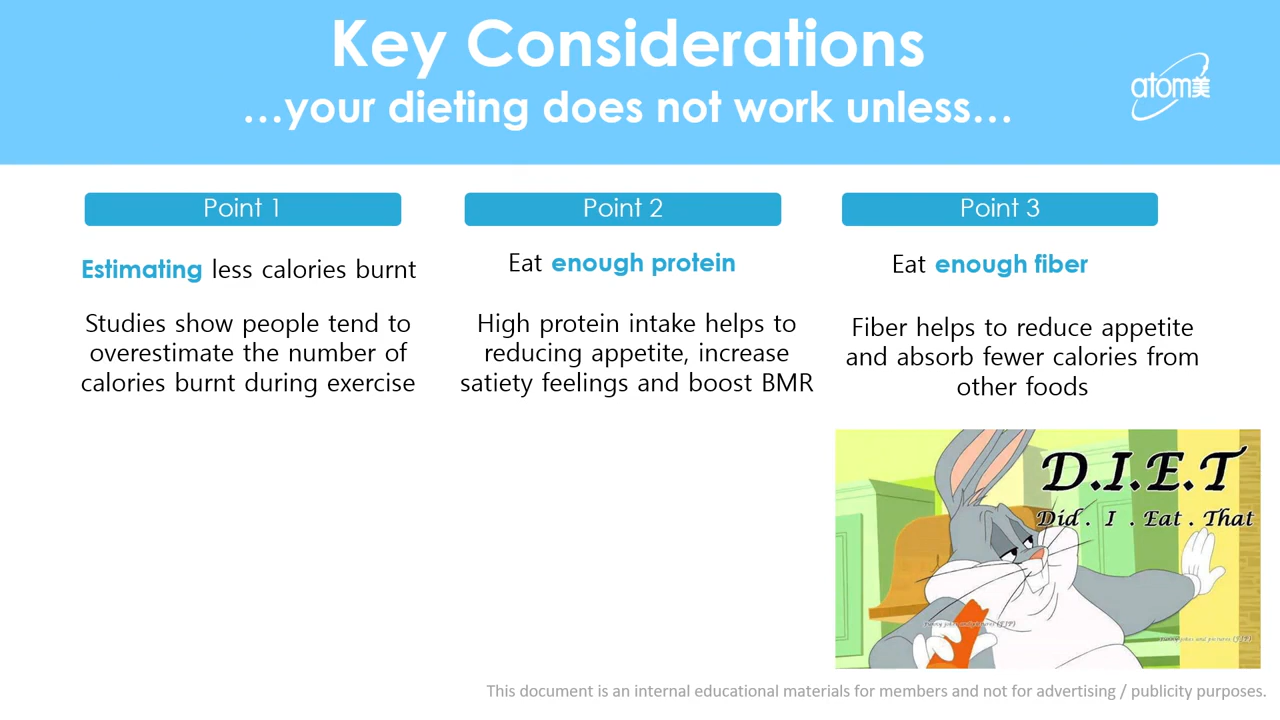 Key Considerations
...your dieting does not work unless...
atom美
Point 1
Estimating less calories burnt
Studies show people tend to
overestimate the number of
calories burnt during exercise
Point 2
Eat enough protein
High protein intake helps to
reducing appetite, increase
satiety feelings and boost BMR
Point 3
Eat enough fiber
Fiber helps to reduce appetite
and absorb fewer calories from
other foods
D.I.E.T
Did . I . Eat . That
This document is an internal educational materials for members and not for advertising / publicity purposes.